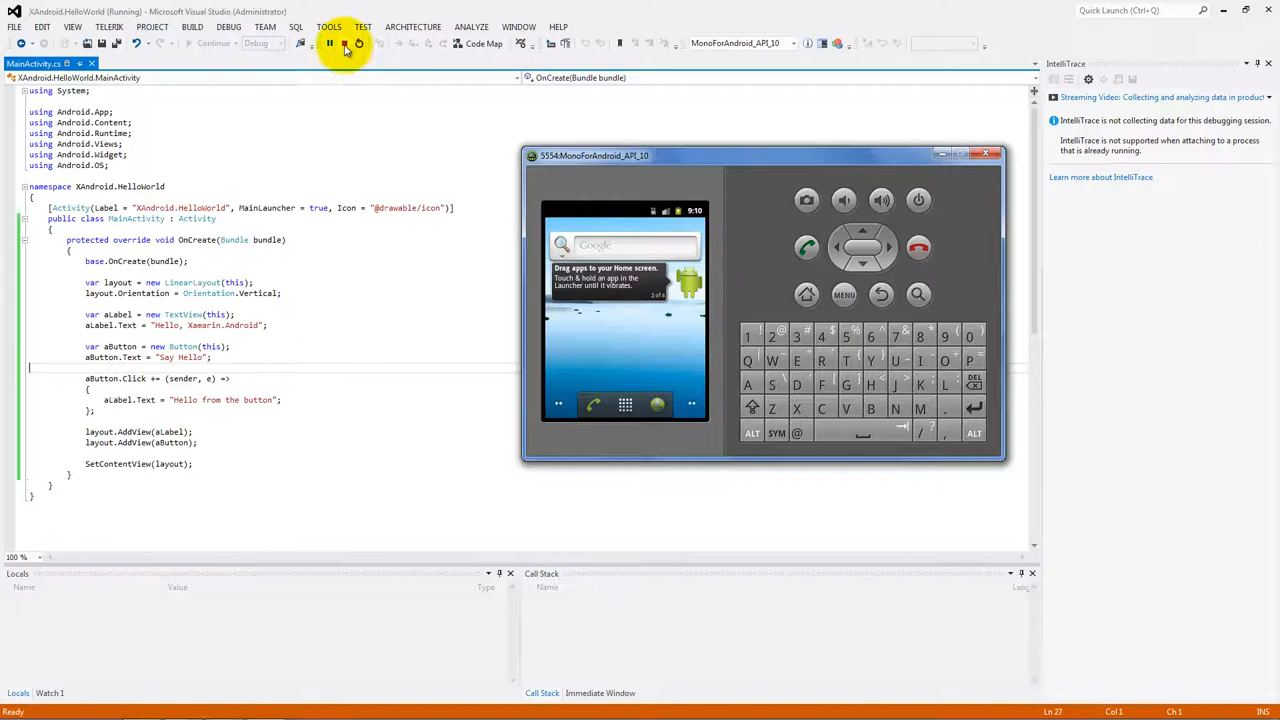 XAndroid.HelloWorld (Running) - Microsoft Visual Studio (Administrator)
Quick Launch (Ctrl+Q)
FILE EDIT VIEW TELERIK PROJECT BUILD DEBUG TEAM SQL TOOLS TEST ARCHITECTURE ANALYZE WINDOW HELP
Continue Debug Code Map MonoForAndroid_API_10
MainActivity.cs
IntelliTrace
XAndroid.HelloWorld.MainActivity
OnCreate(Bundle bundle)
Streaming Video: Collecting and analyzing data in product
IntelliTrace is not collecting data for this debugging session.
IntelliTrace is not supported when attaching to a process
that is already running.
Learn more about IntelliTrace
using System;
using Android.App;
using Android.Content;
using Android.Runtime;
using Android.Views;
using Android.Widget;
using Android.OS;
namespace XAndroid.HelloWorld
{
[Activity(Label = "XAndroid.HelloWorld", MainLauncher = true, Icon = "@drawable/icon")]
public class MainActivity : Activity
{
protected override void OnCreate(Bundle bundle)
{
base.OnCreate(bundle);
var layout = new LinearLayout(this);
layout.Orientation = Orientation.Vertical;
var aLabel = new TextView(this);
aLabel.Text = "Hello, Xamarin.Android";
var aButton = new Button(this);
aButton.Text = "Say Hello";
aButton.Click += (sender, e) =>
{
aLabel.Text = "Hello from the button";
};
layout.AddView(aLabel);
layout.AddView(aButton);
SetContentView(layout);
}
}
}
5554:MonoForAndroid_API_10
9:10
Google
Drag apps to your Home screen.
Touch & hold an app in the
Launcher until it vibrates.
2 of 6
MENU
1 ! 2 @ 3 # 4 $ 5 % 6 ^ 7 & 8 * 9 ( 0 )
Q W E R T Y U I O P
A S D F G H J K L DEL
Z X C V B N M .
ALT SYM @ / ? , ALT
100 %
Locals
Name Value Type
Call Stack
Name Lang
Locals Watch 1
Call Stack Immediate Window
Ready
Ln 27 Col 1 Ch 1 INS